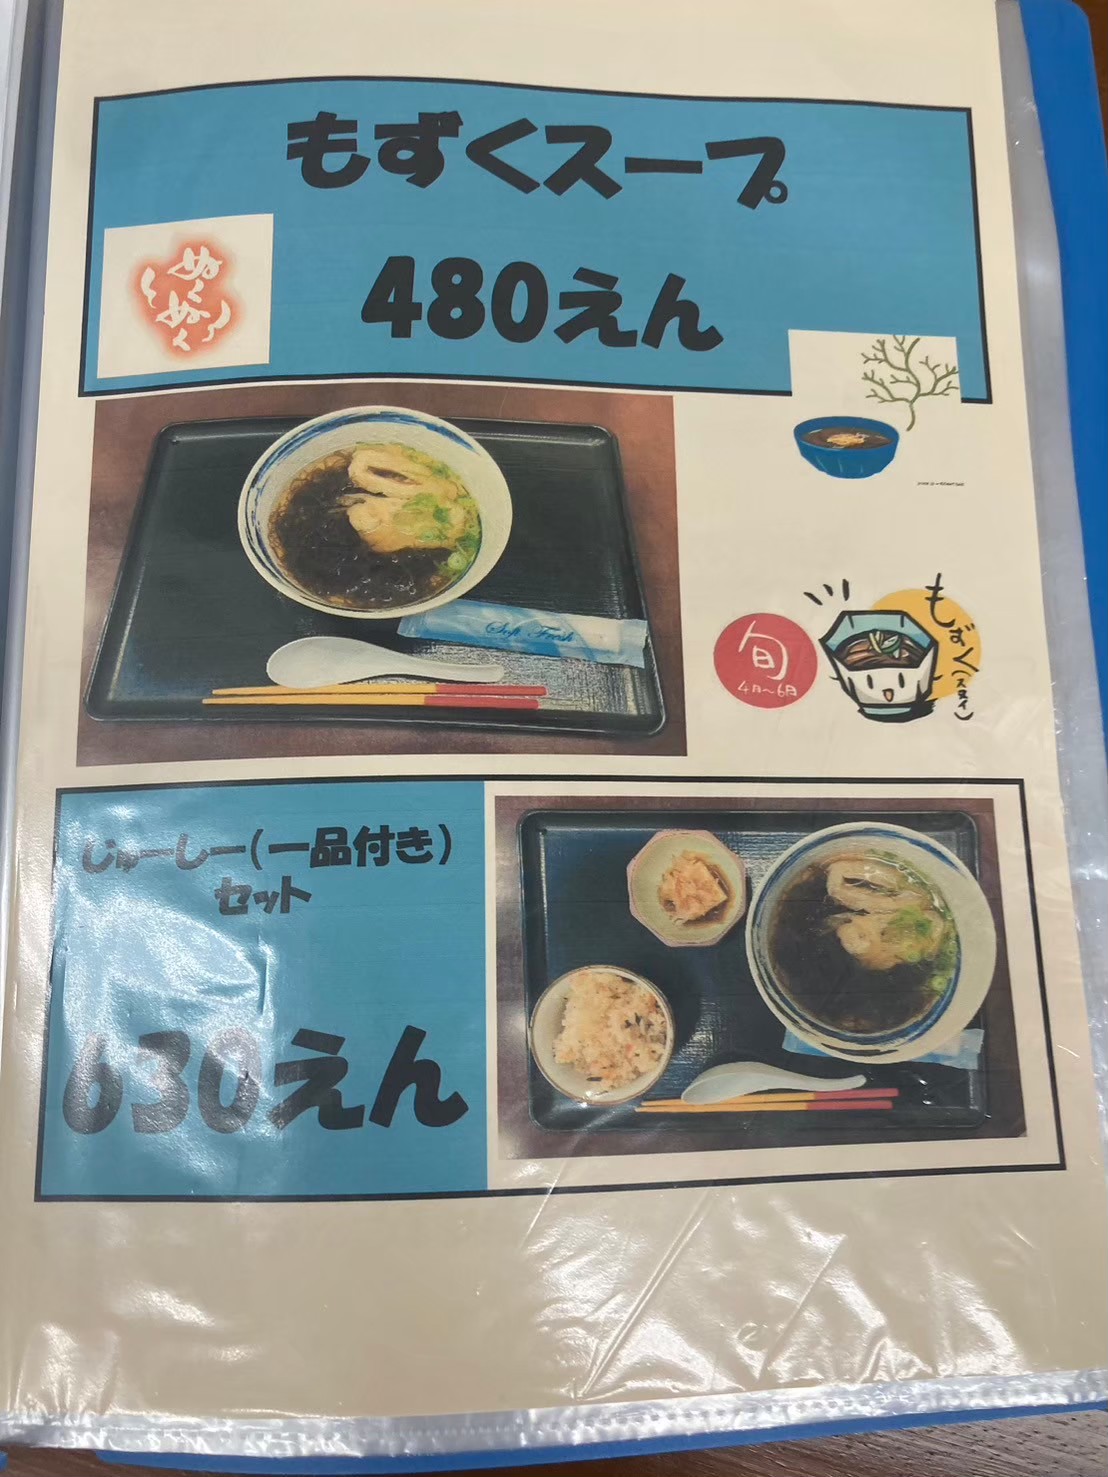 もずくスープ
480えん
ぬくぬく
旬
4月～6月
もずく(スヌイ)
Soft Fresh
じゅーしー(一品付き)
セット
630えん